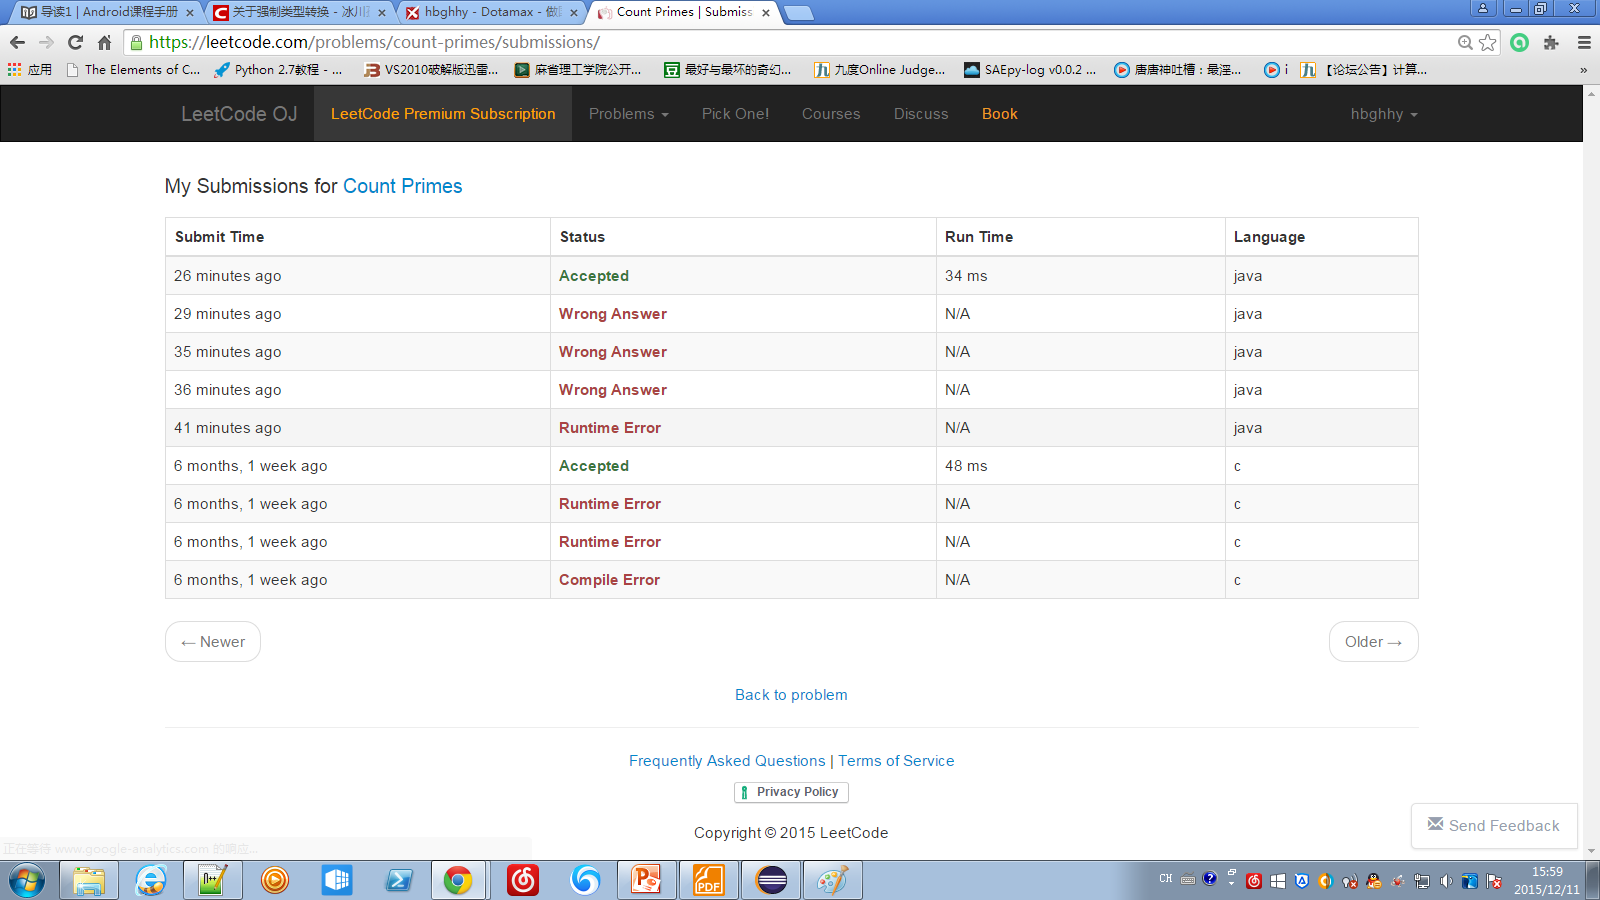 导读1 | Android课程手册
关于强制类型转换 - 冰川
hbghhy - Dotamax - 做
Count Primes | Submiss
https://leetcode.com/problems/count-primes/submissions/
应用 The Elements of C... Python 2.7教程 - ... VS2010破解版迅雷... 麻省理工学院公开... 最好与最坏的奇幻... 九度Online Judge... SAEpy-log v0.0.2 ... 唐唐神吐槽：最淫... i 【论坛公告】计算... »
LeetCode OJ LeetCode Premium Subscription Problems Pick One! Courses Discuss Book hbghhy
My Submissions for Count Primes
Submit Time Status Run Time Language
26 minutes ago Accepted 34 ms java
29 minutes ago Wrong Answer N/A java
35 minutes ago Wrong Answer N/A java
36 minutes ago Wrong Answer N/A java
41 minutes ago Runtime Error N/A java
6 months, 1 week ago Accepted 48 ms c
6 months, 1 week ago Runtime Error N/A c
6 months, 1 week ago Runtime Error N/A c
6 months, 1 week ago Compile Error N/A c
← Newer Older →
Back to problem
Frequently Asked Questions | Terms of Service
Privacy Policy
Copyright © 2015 LeetCode
Send Feedback
正在等待 www.google-analytics.com 的响应...
PDF
CH
15:59
2015/12/11